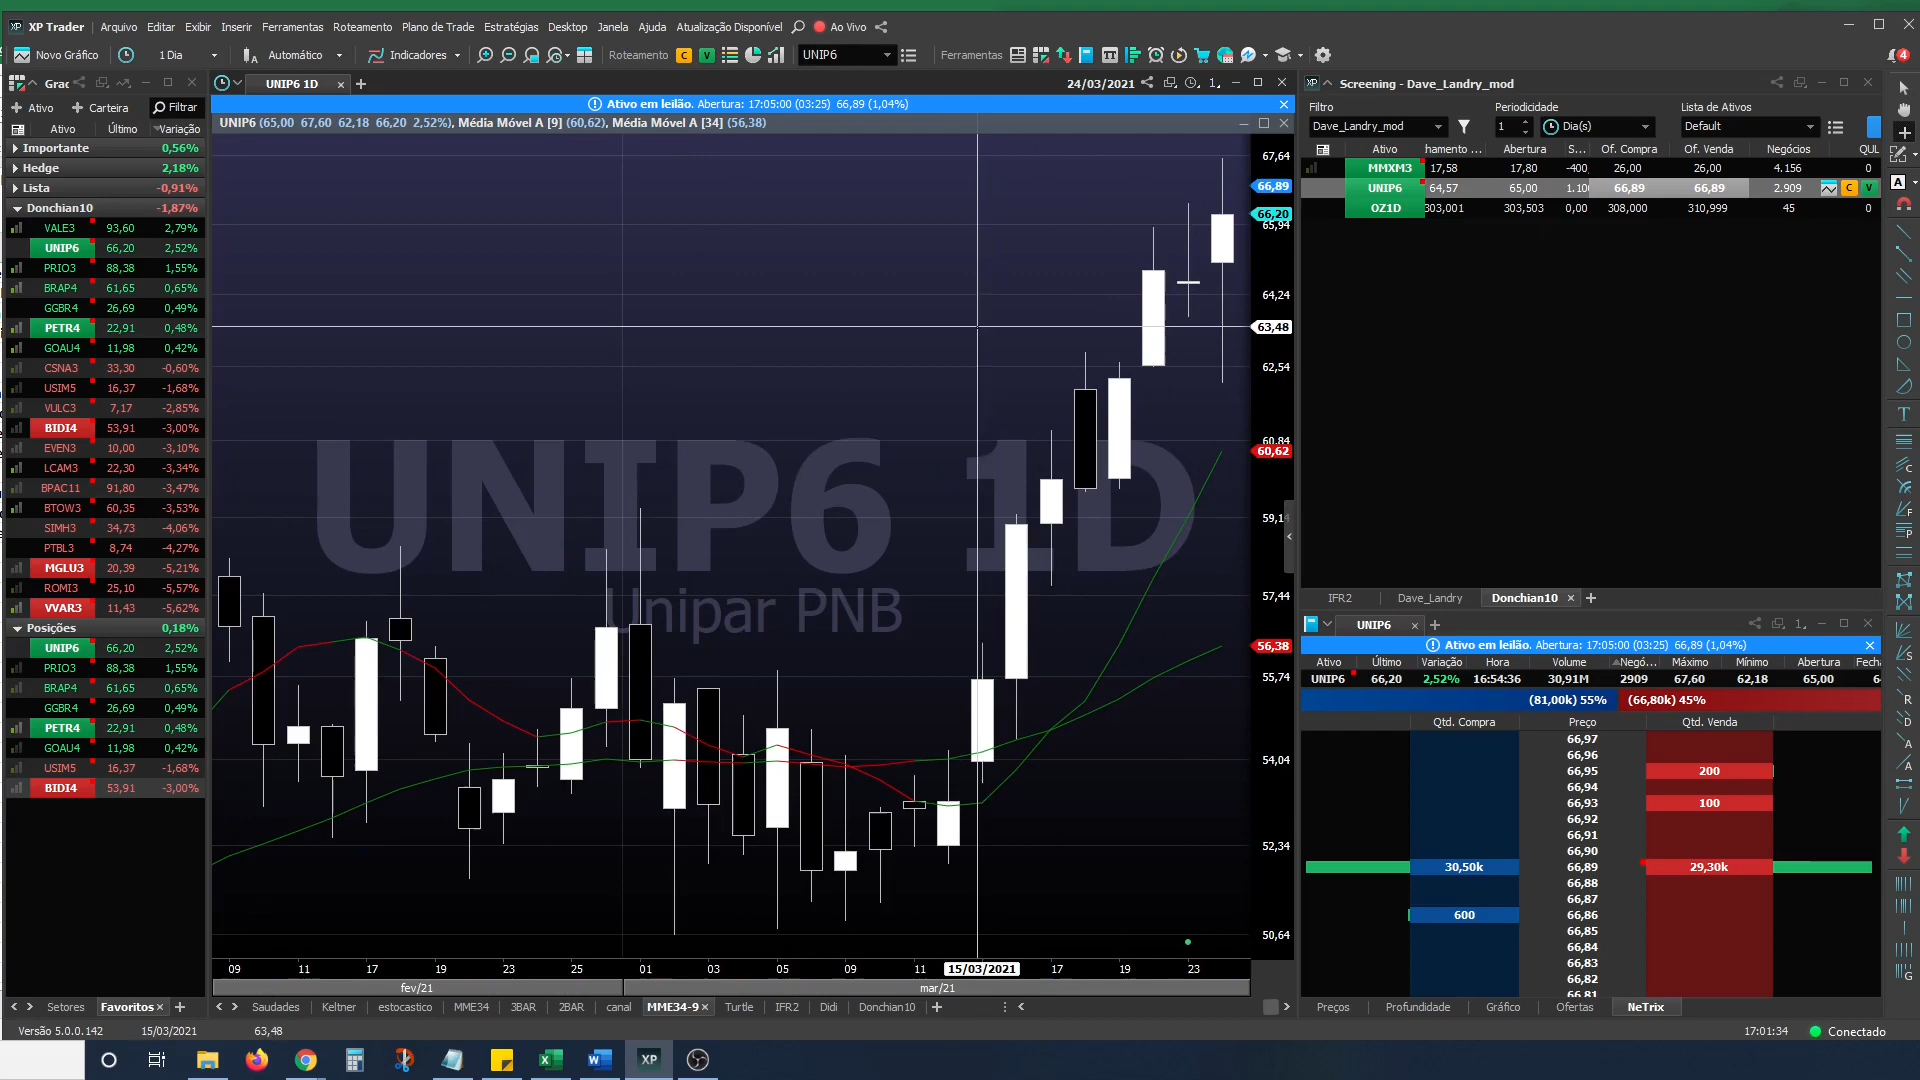 XP Trader Arquivo Editar Exibir Inserir Ferramentas Roteamento Plano de Trade Estratégias Desktop Janela Ajuda Atualização Disponível Ao Vivo
Novo Gráfico 1 Dia Automático Indicadores Roteamento C V UNIP6 Ferramentas 4
Grac
Ativo Carteira Filtrar
Ativo Último Variação
Importante 0,56%
Hedge 2,18%
Lista -0,91%
Donchian10 -1,87%
VALE3 93,60 2,79%
UNIP6 66,20 2,52%
PRIO3 88,38 1,55%
BRAP4 61,65 0,65%
GGBR4 26,69 0,49%
PETR4 22,91 0,48%
GOAU4 11,98 0,42%
CSNA3 33,30 -0,60%
USIM5 16,37 -1,68%
VULC3 7,17 -2,85%
BIDI4 53,91 -3,00%
EVEN3 10,00 -3,10%
LCAM3 22,30 -3,34%
BPAC11 91,80 -3,47%
BTOW3 60,35 -3,53%
SIMH3 34,73 -4,06%
PTBL3 8,74 -4,27%
MGLU3 20,39 -5,21%
ROMI3 25,10 -5,57%
VVAR3 11,43 -5,62%
Posições 0,18%
UNIP6 66,20 2,52%
PRIO3 88,38 1,55%
BRAP4 61,65 0,65%
GGBR4 26,69 0,49%
PETR4 22,91 0,48%
GOAU4 11,98 0,42%
USIM5 16,37 -1,68%
BIDI4 53,91 -3,00%
Setores Favoritos
UNIP6 1D 24/03/2021 1
Ativo em leilão. Abertura: 17:05:00 (03:25) 66,89 (1,04%)
UNIP6 (65,00 67,60 62,18 66,20 2,52%), Média Móvel A [9] (60,62), Média Móvel A [34] (56,38)
UNIP6 1D
Unipar PNB
67,64
66,89
66,20
65,94
64,24
63,48
62,54
60,84
60,62
59,14
57,44
56,38
55,74
54,04
52,34
50,64
09 11 17 19 23 25 01 03 05 09 11 15/03/2021 17 19 23
fev/21 mar/21
Saudades Keltner estocastico MME34 3BAR 2BAR canal MME34-9 Turtle IFR2 Didi Donchian10
Screening - Dave_Landry_mod
Filtro Periodicidade Lista de Ativos
Dave_Landry_mod 1 Dia(s) Default
Ativo hamento ... Abertura S... Of. Compra Of. Venda Negócios QUL
MMXM3 17,58 17,80 -400, 26,00 26,00 4.156 0
UNIP6 64,57 65,00 1.10 66,89 66,89 2.909 C V 0
OZ1D 303,001 303,503 0,00 308,000 310,999 45 0
IFR2 Dave_Landry Donchian10
UNIP6 1
Ativo em leilão. Abertura: 17:05:00 (03:25) 66,89 (1,04%)
Ativo Último Variação Hora Volume Negó... Máximo Mínimo Abertura Fech
UNIP6 66,20 2,52% 16:54:36 30,91M 2909 67,60 62,18 65,00 6
(81,00k) 55% (66,80k) 45%
Qtd. Compra Preço Qtd. Venda
66,97
66,96
66,95 200
66,94
66,93 100
66,92
66,91
66,90
30,50k 66,89 29,30k
66,88
66,87
600 66,86
66,85
66,84
66,83
66,82
66,81
Preços Profundidade Gráfico Ofertas NeTrix
Versão 5.0.0.142 15/03/2021 63,48 17:01:34 Conectado
XP